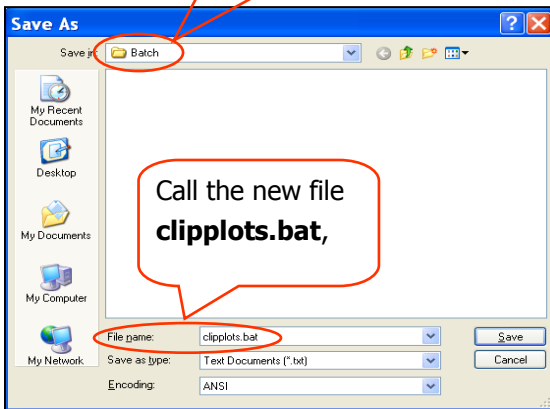 Save As
Save in:
Batch
My Recent
Documents
Desktop
My Documents
My Computer
My Network
Call the new file
clipplots.bat,
File name:
clipplots.bat
Save
Save as type:
Text Documents (*.txt)
Cancel
Encoding:
ANSI